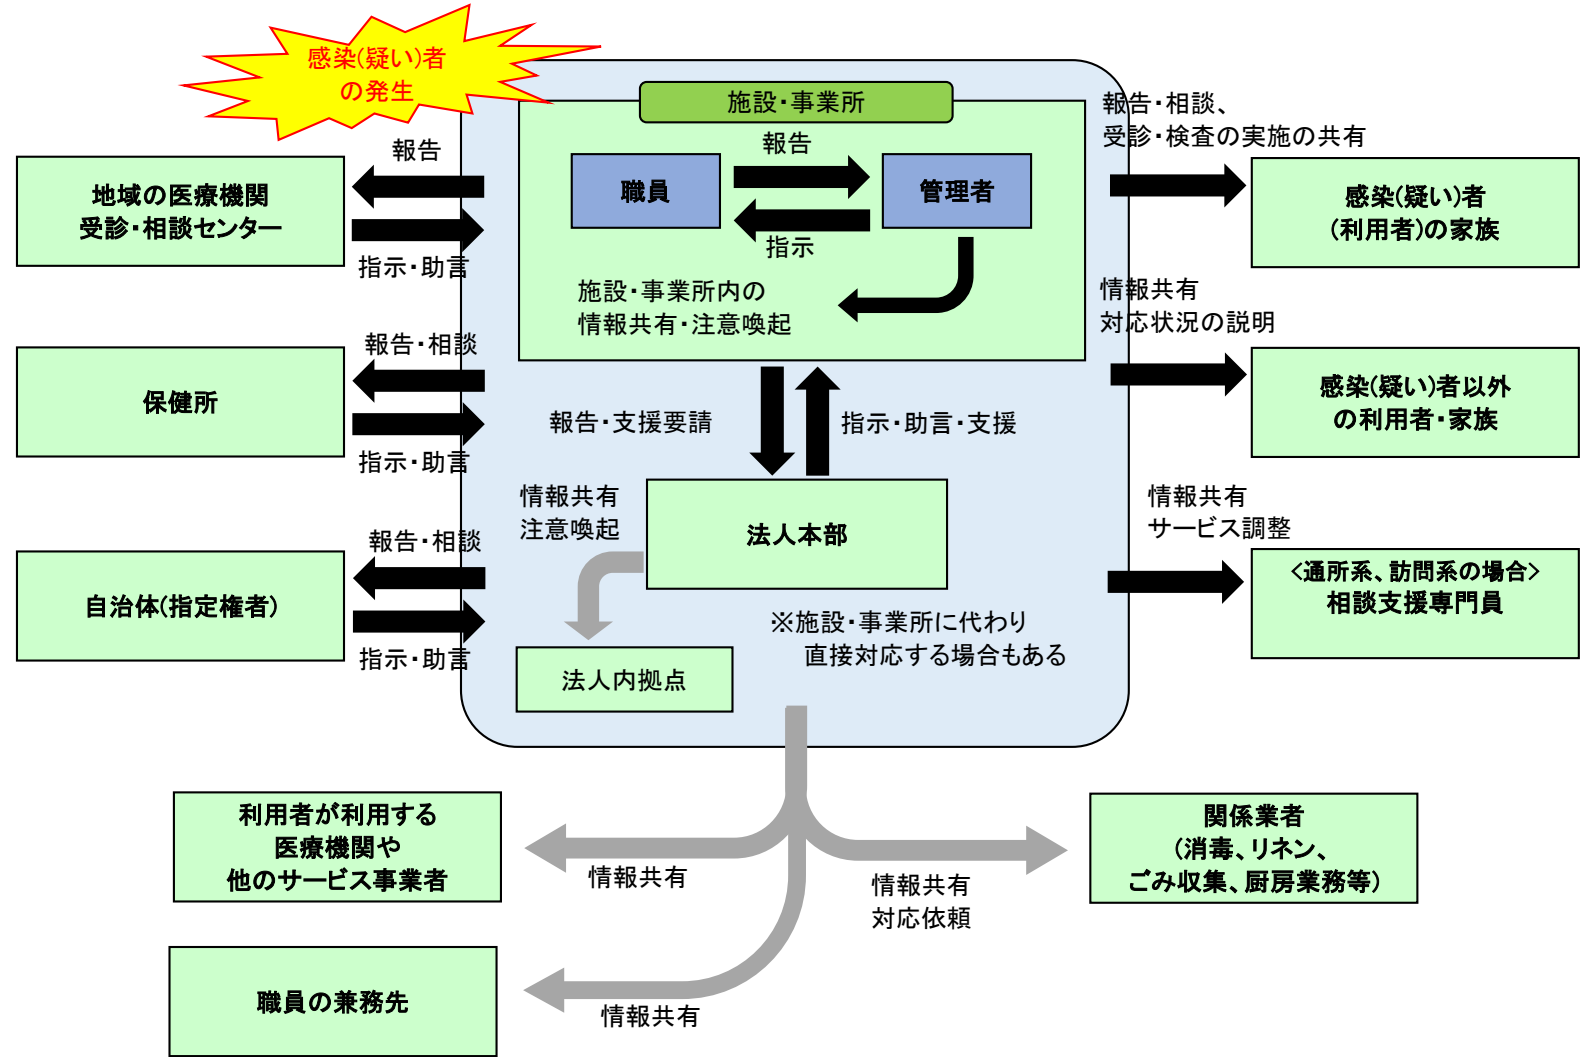 感染(疑い)者
の発生
施設・事業所
報告
職員
管理者
指示
施設・事業所内の
情報共有・注意喚起
報告
地域の医療機関
受診・相談センター
指示・助言
報告・相談
保健所
指示・助言
報告・相談
自治体(指定権者)
指示・助言
報告・支援要請
指示・助言・支援
情報共有
注意喚起
法人本部
※施設・事業所に代わり
直接対応する場合もある
法人内拠点
報告・相談、
受診・検査の実施の共有
感染(疑い)者
(利用者)の家族
情報共有
対応状況の説明
感染(疑い)者以外
の利用者・家族
情報共有
サービス調整
<通所系、訪問系の場合>
相談支援専門員
利用者が利用する
医療機関や
他のサービス事業者
情報共有
情報共有
対応依頼
関係業者
(消毒、リネン、
ごみ収集、厨房業務等)
職員の兼務先
情報共有